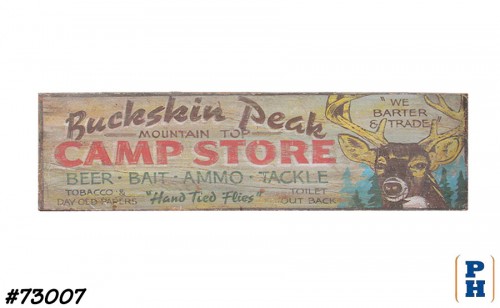 Buckskin Peak
MOUNTAIN TOP
CAMP STORE
BEER · BAIT · AMMO · TACKLE
TOBACCO &
DAY OLD PAPERS
"Hand Tied Flies"
TOILET
OUT BACK
"WE
BARTER
& TRADE"
#73007
P
H